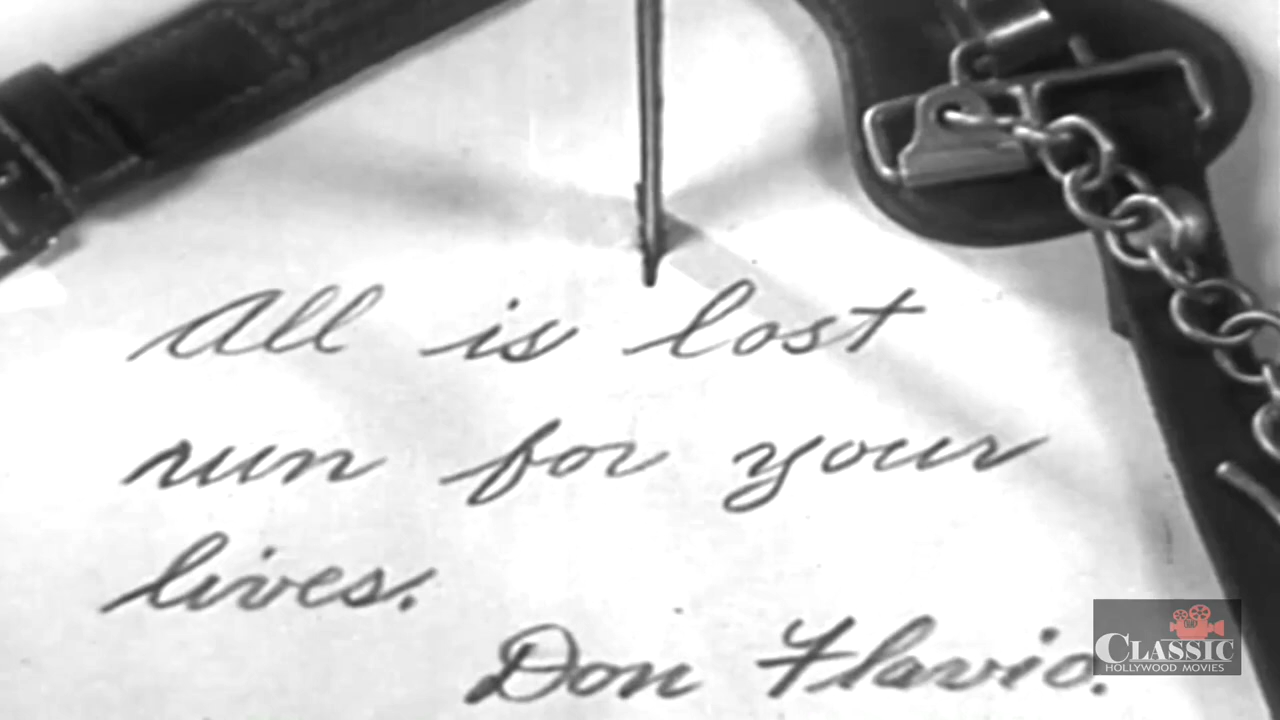 All is lost
run for your
lives.
Don Flavio.
CLASSIC
HOLLYWOOD MOVIES